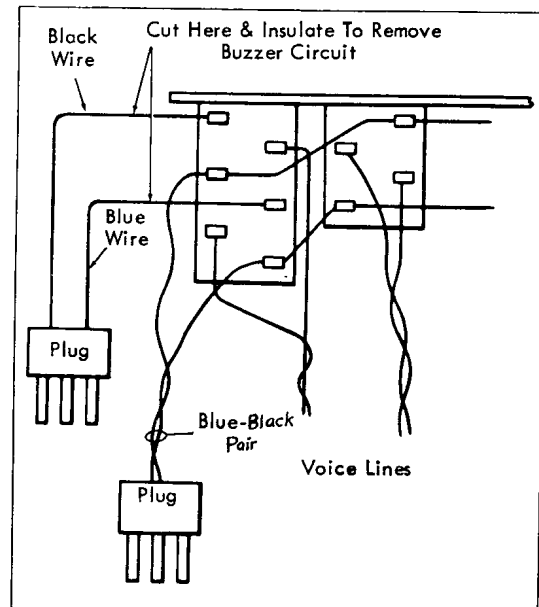 Black
Wire
Cut Here & Insulate To Remove
Buzzer Circuit
Blue
Wire
Plug
Blue-Black
Pair
Voice Lines
Plug